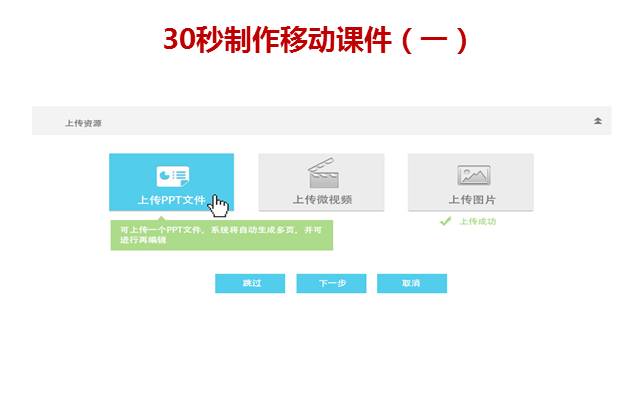 30秒制作移动课件（一）
上传资源
上传PPT文件
上传微视频
上传图片
可上传一个PPT文件，系统将自动生成多页，并可
进行再编辑
上传成功
跳过
下一步
取消